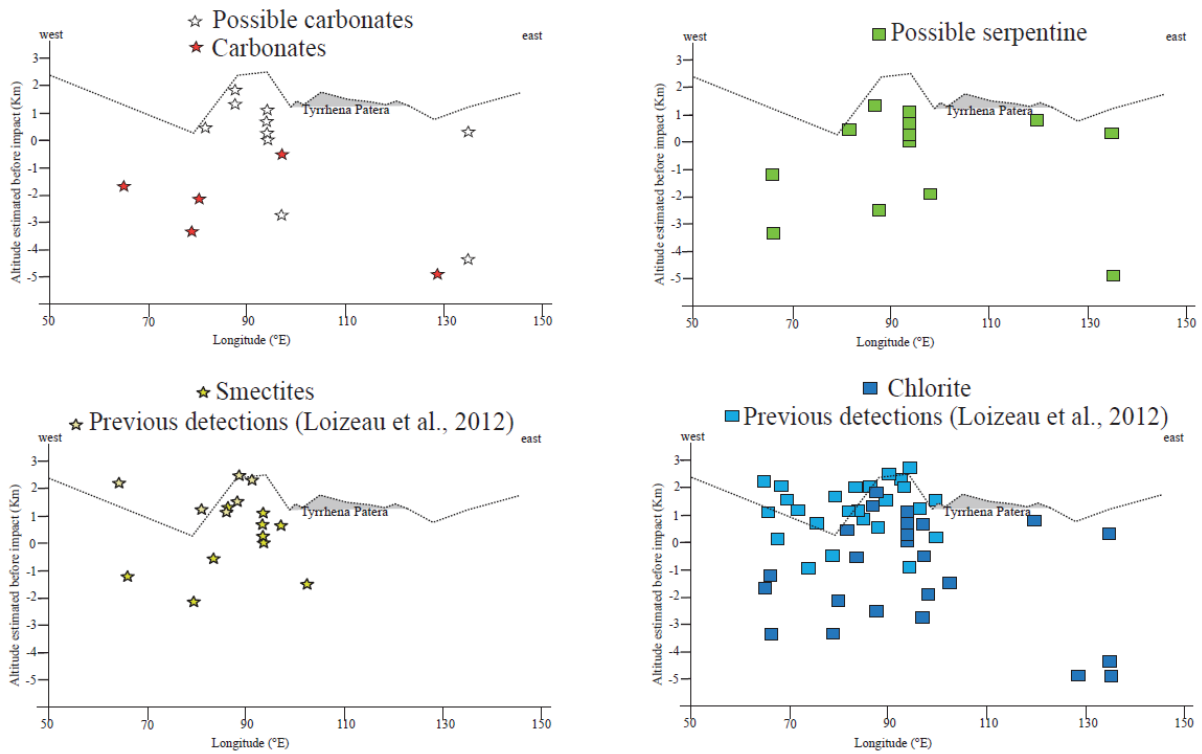 Possible carbonates
Carbonates
west
east
3
2
1
0
-1
-2
-3
-4
-5
Altitude estimated before impact (Km)
Tyrrhena Patera
50
70
90
110
130
150
Longitude (°E)
Possible serpentine
west
east
3
2
1
0
-1
-2
-3
-4
-5
Altitude estimated before impact (Km)
Tyrrhena Patera
50
70
90
110
130
150
Longitude (°E)
Smectites
Previous detections (Loizeau et al., 2012)
west
east
3
2
1
0
-1
-2
-3
-4
-5
Altitude estimated before impact (Km)
Tyrrhena Patera
50
70
90
110
130
150
Longitude (°E)
Chlorite
Previous detections (Loizeau et al., 2012)
west
east
3
2
1
0
-1
-2
-3
-4
-5
Altitude estimated before impact (Km)
Tyrrhena Patera
50
70
90
110
130
150
Longitude (°E)